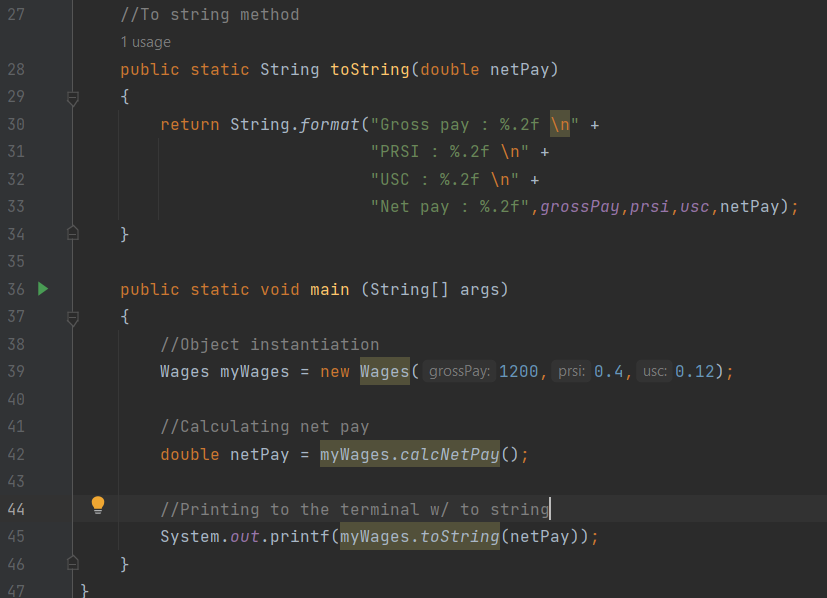 27 //To string method
1 usage
28 public static String toString(double netPay)
29 {
30 return String.format("Gross pay : %.2f \n" +
31 "PRSI : %.2f \n" +
32 "USC : %.2f \n" +
33 "Net pay : %.2f",grossPay,prsi,usc,netPay);
34 }
35
36 public static void main (String[] args)
37 {
38 //Object instantiation
39 Wages myWages = new Wages( grossPay: 1200, prsi: 0.4, usc: 0.12);
40
41 //Calculating net pay
42 double netPay = myWages.calcNetPay();
43
44 //Printing to the terminal w/ to string
45 System.out.printf(myWages.toString(netPay));
46 }
47 }